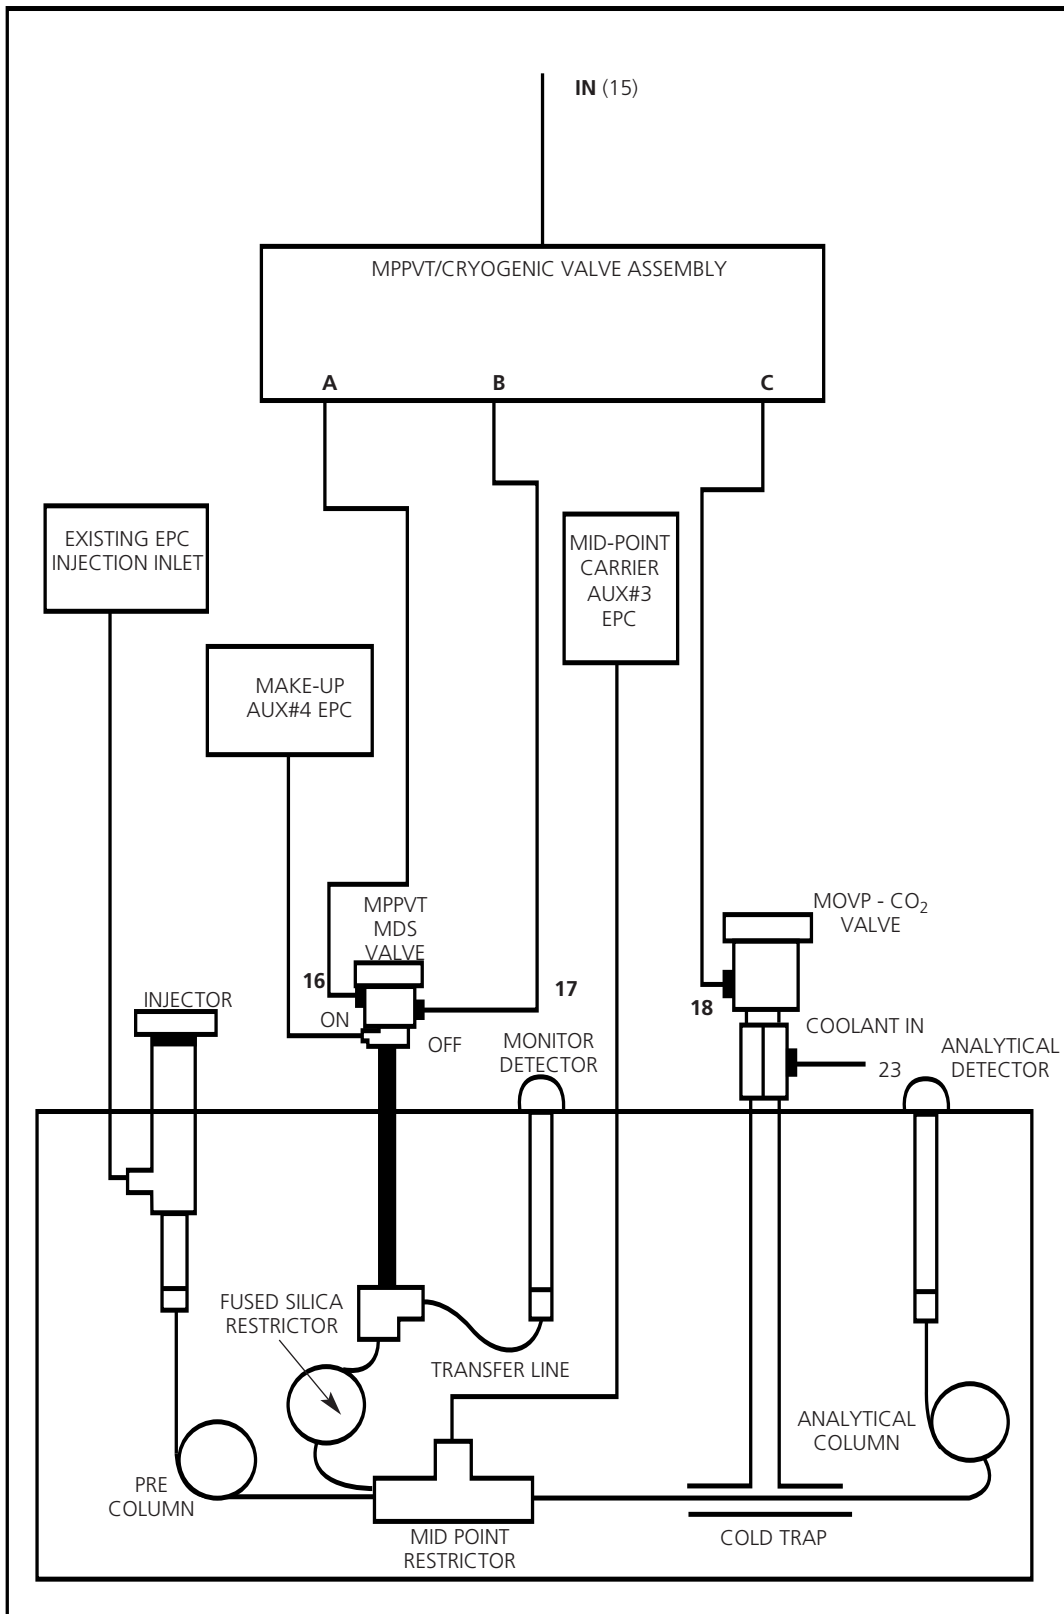 IN (15)
MPPVT/CRYOGENIC VALVE ASSEMBLY
A
B
C
EXISTING EPC
INJECTION INLET
MID-POINT
CARRIER
AUX#3
EPC
MAKE-UP
AUX#4 EPC
MPPVT
MDS
VALVE
MOVP - CO₂
VALVE
16
17
18
INJECTOR
ON
OFF
MONITOR
DETECTOR
COOLANT IN
23
ANALYTICAL
DETECTOR
FUSED SILICA
RESTRICTOR
TRANSFER LINE
ANALYTICAL
COLUMN
PRE
COLUMN
MID POINT
RESTRICTOR
COLD TRAP